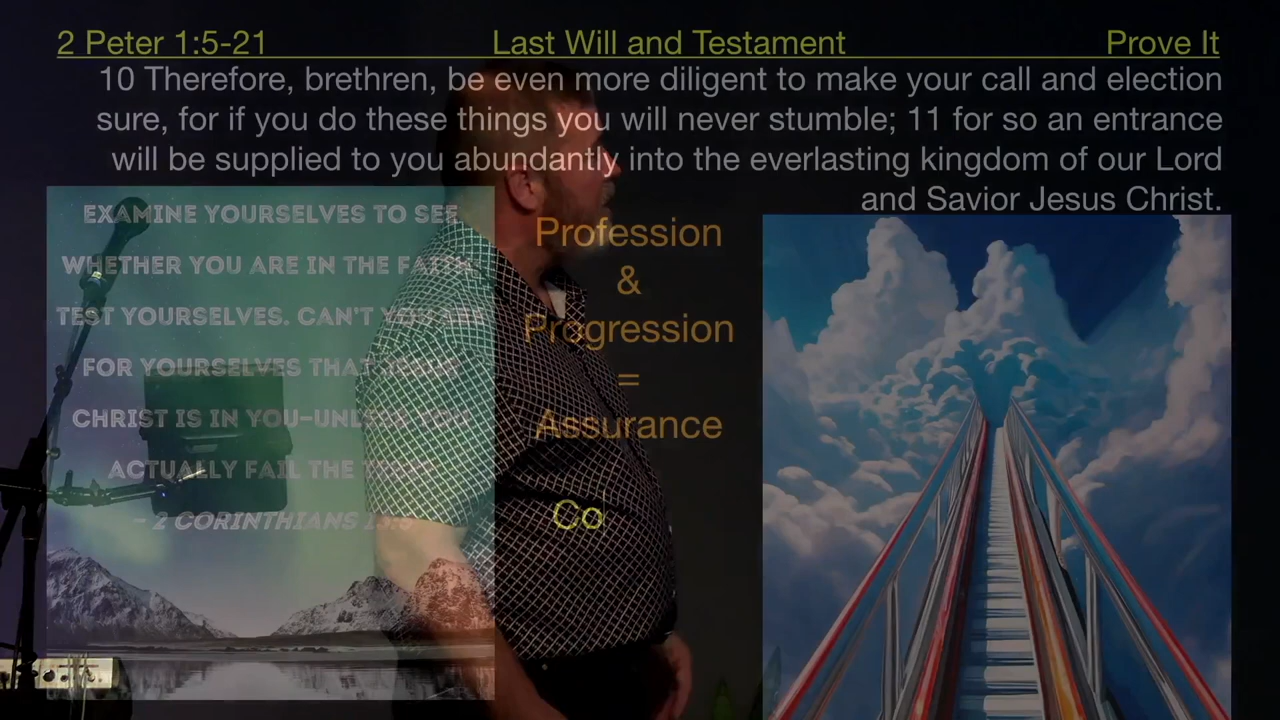 2 Peter 1:5-21 Last Will and Testament Prove It
10 Therefore, brethren, be even more diligent to make your call and election
sure, for if you do these things you will never stumble; 11 for so an entrance
will be supplied to you abundantly into the everlasting kingdom of our Lord
and Savior Jesus Christ.
EXAMINE YOURSELVES TO SEE
WHETHER YOU ARE IN THE FAITH.
TEST YOURSELVES. CAN'T YOU
FOR YOURSELVES THAT JESUS
CHRIST IS IN YOU-UNLESS YOU
ACTUALLY FAIL THE
- 2 CORINTHIANS
Profession
&
Progression
=
Assurance
Co